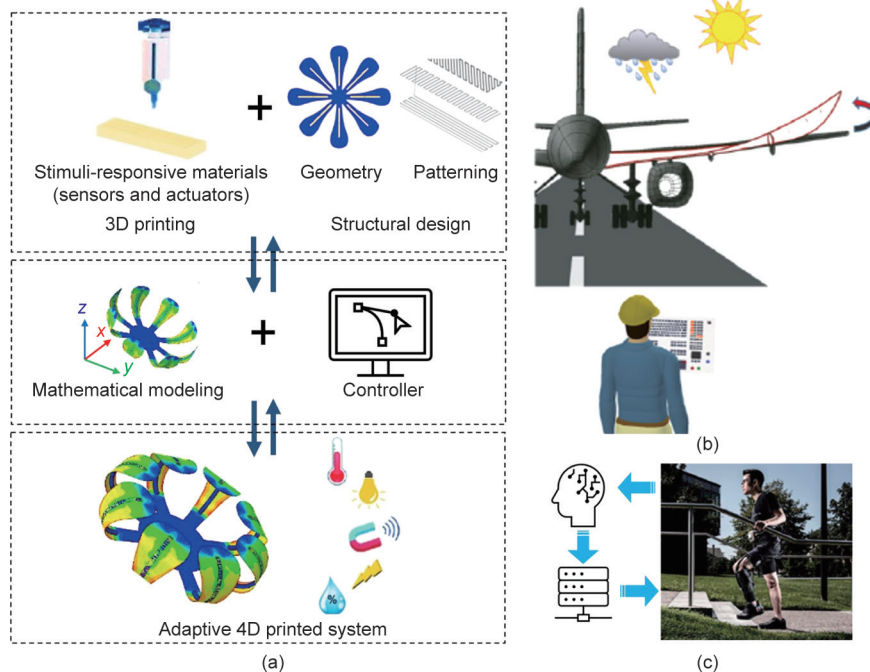 Stimuli-responsive materials
(sensors and actuators)
Geometry
Patterning
3D printing
Structural design
z
x
y
Mathematical modeling
Controller
%
Adaptive 4D printed system
(a)
(b)
(c)